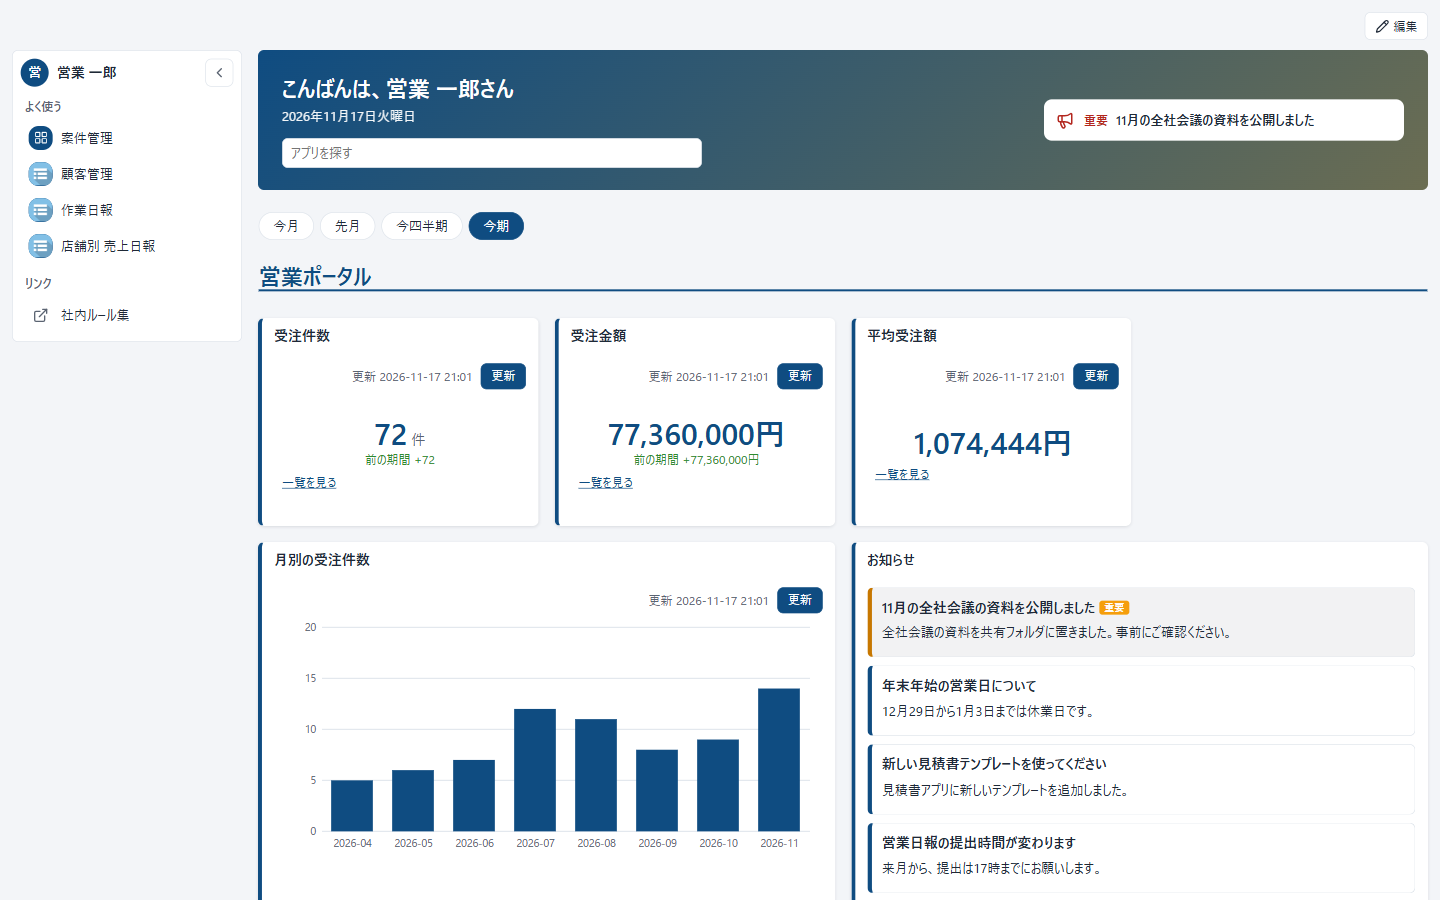 編集
営 営業 一郎
よく使う
案件管理
顧客管理
作業日報
店舗別 売上日報
リンク
社内ルール集
こんばんは、営業 一郎さん
2026年11月17日火曜日
アプリを探す
重要 11月の全社会議の資料を公開しました
今月 先月 今四半期 今期
営業ポータル
受注件数
更新 2026-11-17 21:01 更新
72 件
前の期間 +72
一覧を見る
受注金額
更新 2026-11-17 21:01 更新
77,360,000円
前の期間 +77,360,000円
一覧を見る
平均受注額
更新 2026-11-17 21:01 更新
1,074,444円
一覧を見る
月別の受注件数
更新 2026-11-17 21:01 更新
20
15
10
5
0
2026-04 2026-05 2026-06 2026-07 2026-08 2026-09 2026-10 2026-11
お知らせ
11月の全社会議の資料を公開しました 重要
全社会議の資料を共有フォルダに置きました。事前にご確認ください。
年末年始の営業日について
12月29日から1月3日までは休業日です。
新しい見積書テンプレートを使ってください
見積書アプリに新しいテンプレートを追加しました。
営業日報の提出時間が変わります
来月から、提出は17時までにお願いします。